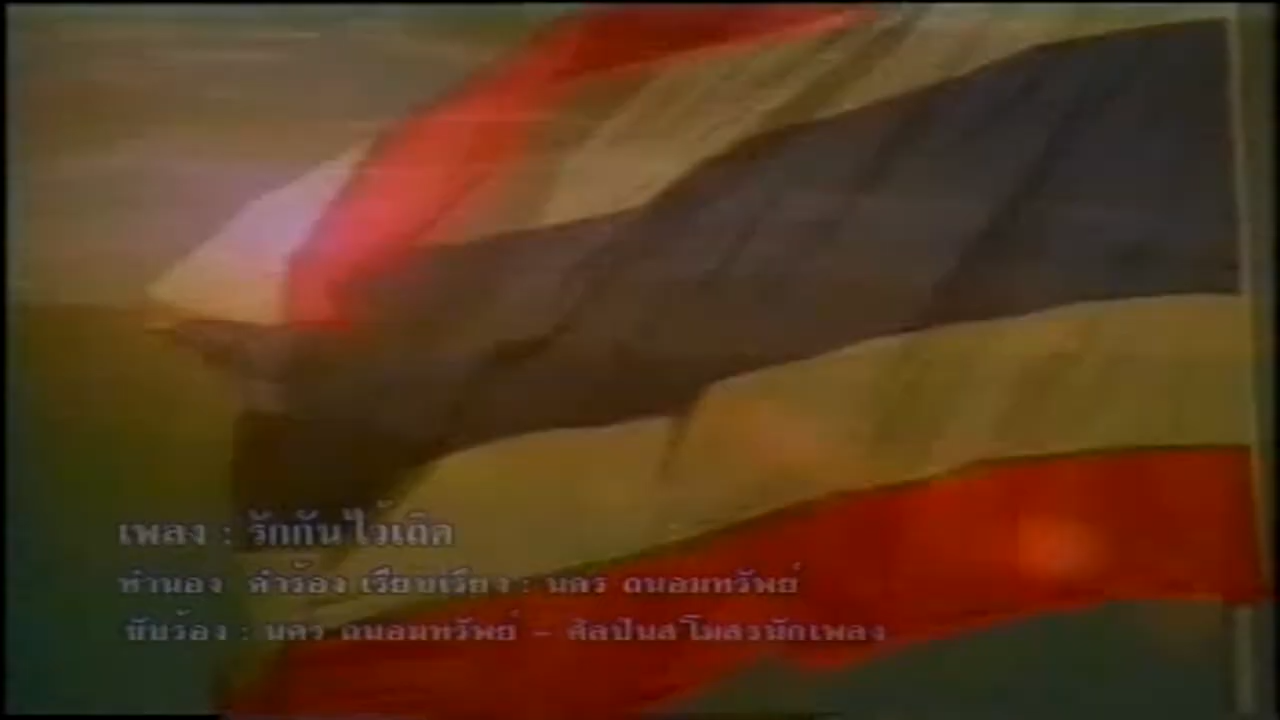 เพลง : รักกันไว้เถิด
ทำนอง คำร้อง เรียบเรียง : นคร ถนอมทรัพย์
ขับร้อง : นคร ถนอมทรัพย์ - ศิลปินสโมสรนักเพลง